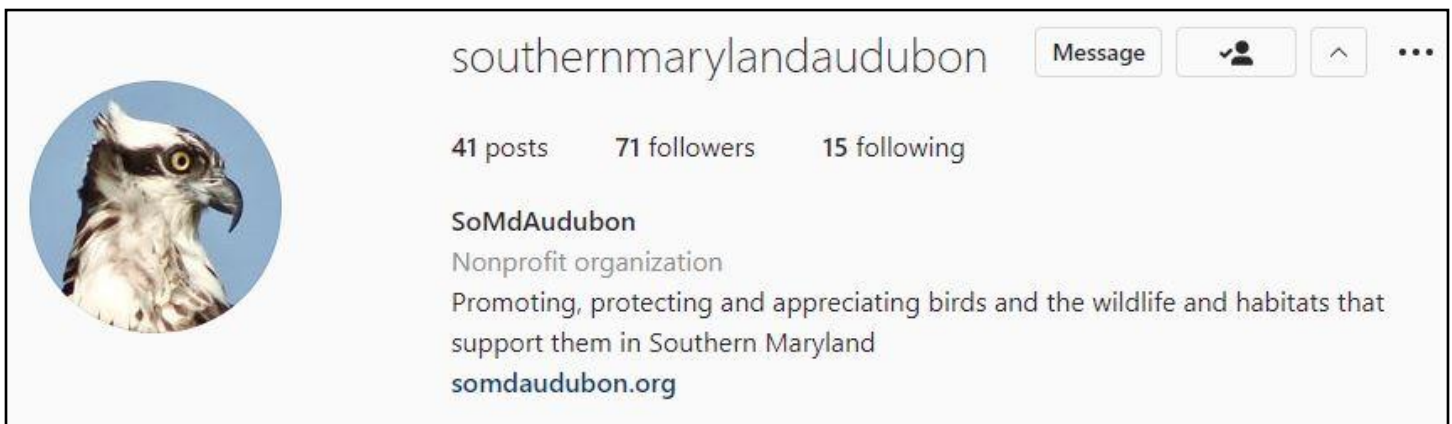 southernmarylandaudubon Message
41 posts 71 followers 15 following
SoMdAudubon
Nonprofit organization
Promoting, protecting and appreciating birds and the wildlife and habitats that
support them in Southern Maryland
somdaudubon.org